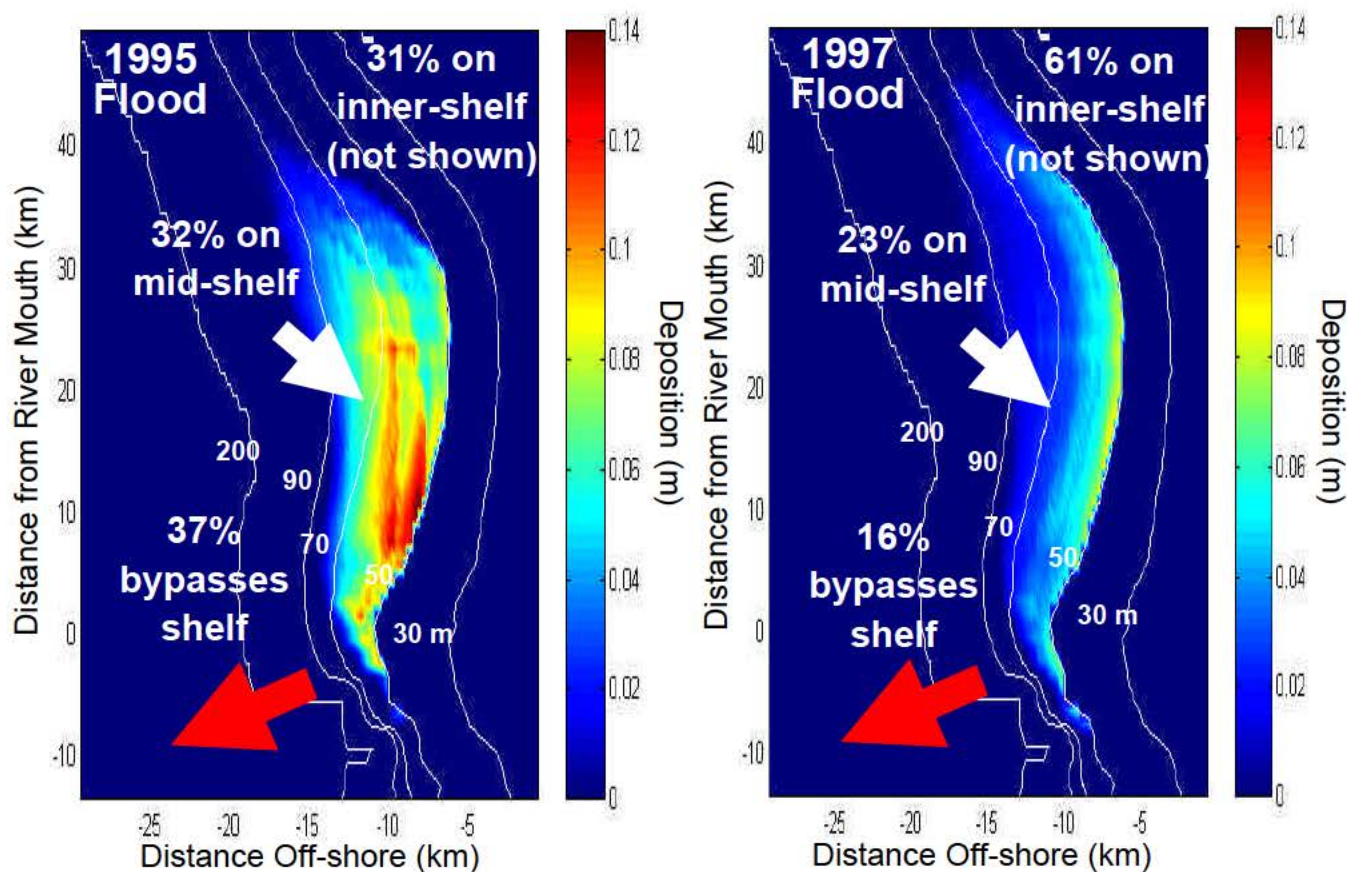 1995
Flood
31% on
inner-shelf
(not shown)
32% on
mid-shelf
37%
bypasses
shelf
200
90
70
50
30 m
40
30
20
10
0
-10
-25
-20
-15
-10
-5
Distance from River Mouth (km)
Distance Off-shore (km)
0.14
0.12
0.1
0.08
0.06
0.04
0.02
0
Deposition (m)
1997
Flood
61% on
inner-shelf
(not shown)
23% on
mid-shelf
16%
bypasses
shelf
200
90
70
50
30 m
40
30
20
10
0
-10
-25
-20
-15
-10
-5
Distance from River Mouth (km)
Distance Off-shore (km)
0.14
0.12
0.1
0.08
0.06
0.04
0.02
0
Deposition (m)